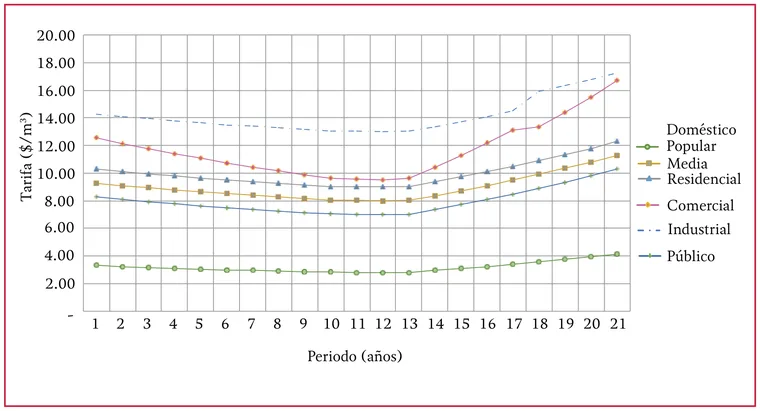 20.00
18.00
16.00
14.00
12.00
10.00
8.00
6.00
4.00
2.00
-
Tarifa ($/m³)
1 2 3 4 5 6 7 8 9 10 11 12 13 14 15 16 17 18 19 20 21
Periodo (años)
Doméstico
Popular
Media
Residencial
Comercial
Industrial
Público